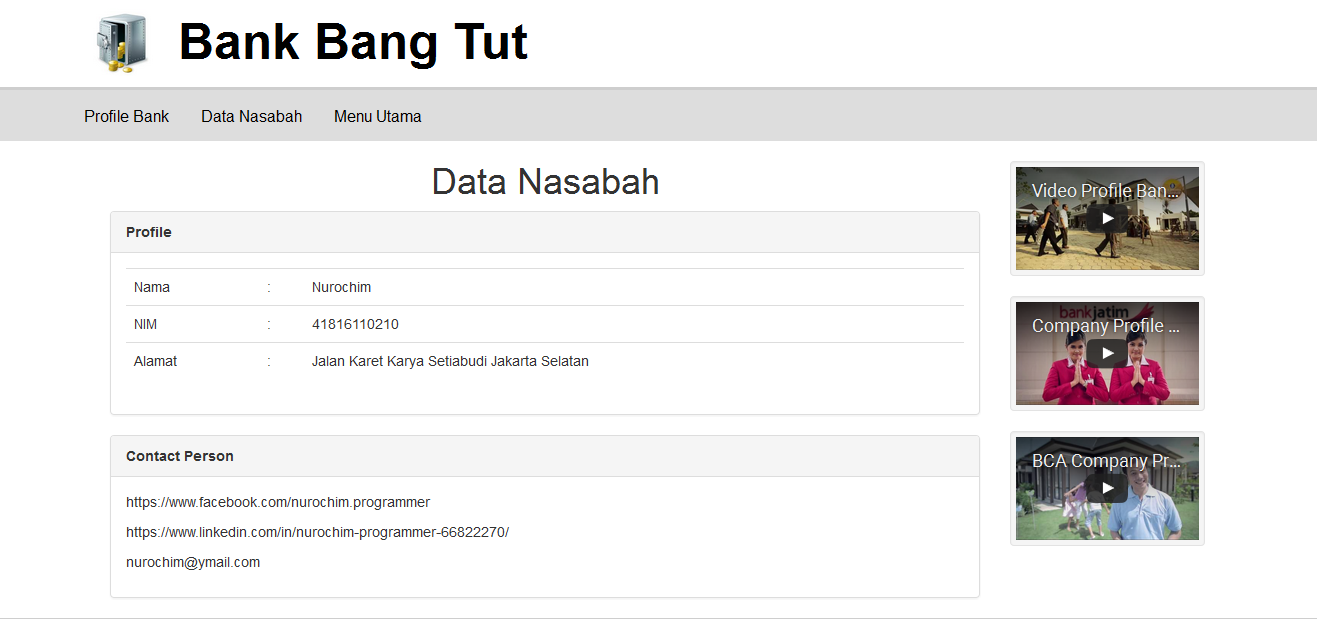 Bank Bang Tut
Profile Bank Data Nasabah Menu Utama
Data Nasabah
Profile
Nama : Nurochim
NIM : 41816110210
Alamat : Jalan Karet Karya Setiabudi Jakarta Selatan
Contact Person
https://www.facebook.com/nurochim.programmer
https://www.linkedin.com/in/nurochim-programmer-66822270/
nurochim@ymail.com
Video Profile Ban...
bankjatim
Company Profile ...
BCA Company Pr...